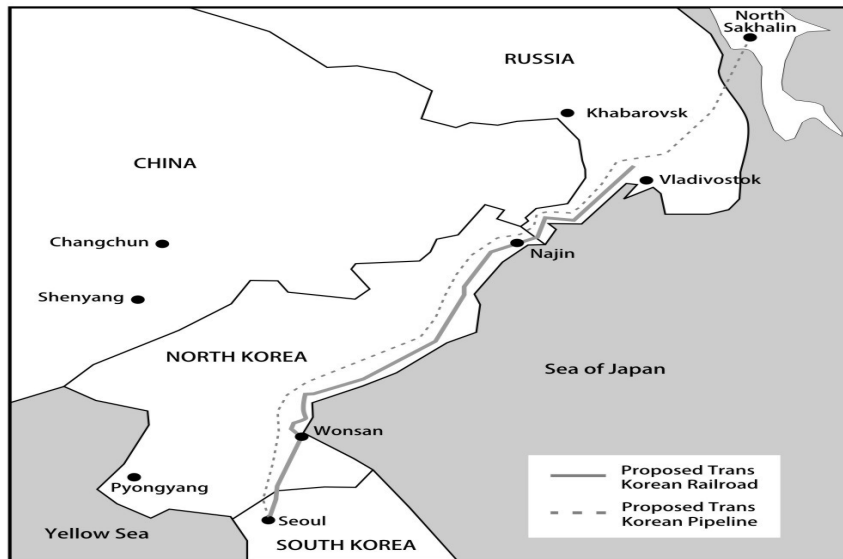 North
Sakhalin
RUSSIA
Khabarovsk
CHINA
Vladivostok
Changchun
Najin
Shenyang
NORTH KOREA
Sea of Japan
Wonsan
Proposed Trans
Korean Railroad
Pyongyang
Proposed Trans
Korean Pipeline
Seoul
Yellow Sea
SOUTH KOREA